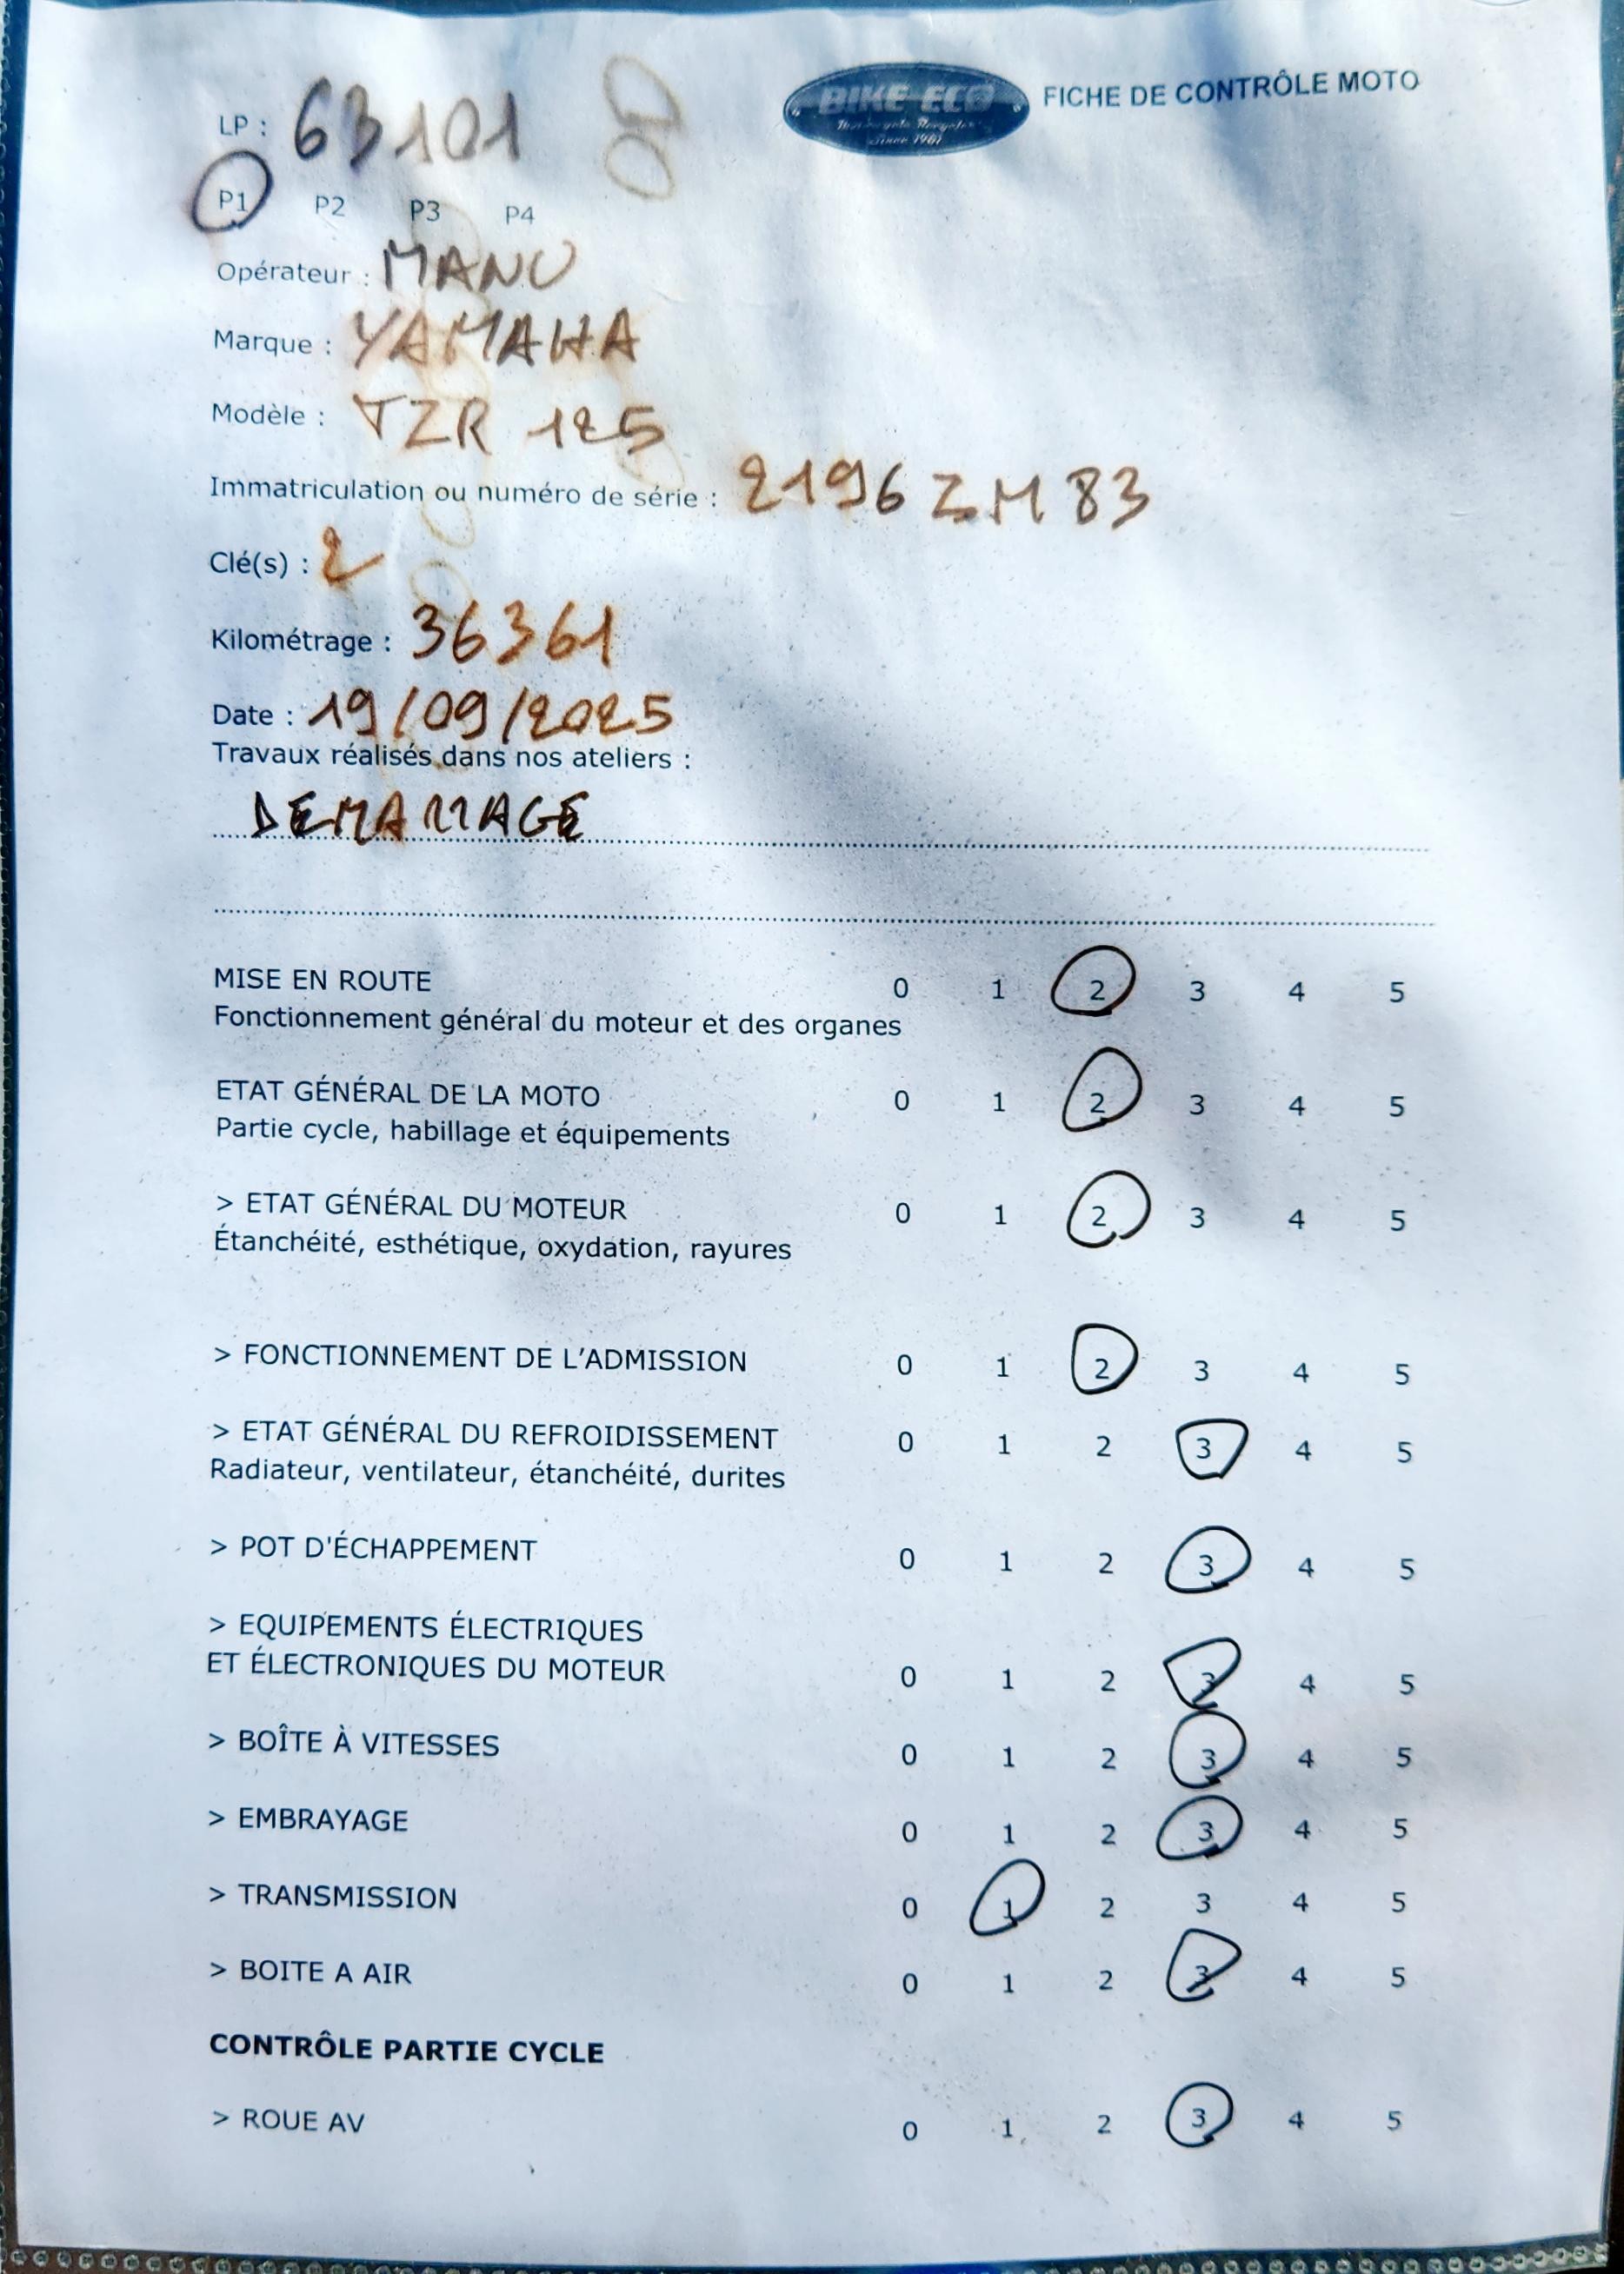 BIKE ECO
Motorcycle Recycler
Since 1987
FICHE DE CONTRÔLE MOTO
LP : 63101
P1 P2 P3 P4
Opérateur : MANU
Marque : YAMAHA
Modèle : TZR 125
Immatriculation ou numéro de série : 2196 ZM 83
Clé(s) : 2
Kilométrage : 36361
Date : 19/09/2025
Travaux réalisés dans nos ateliers :
DEMARRAGE
MISE EN ROUTE 0 1 2 3 4 5
Fonctionnement général du moteur et des organes
ETAT GÉNÉRAL DE LA MOTO 0 1 2 3 4 5
Partie cycle, habillage et équipements
> ETAT GÉNÉRAL DU MOTEUR 0 1 2 3 4 5
Étanchéité, esthétique, oxydation, rayures
> FONCTIONNEMENT DE L'ADMISSION 0 1 2 3 4 5
> ETAT GÉNÉRAL DU REFROIDISSEMENT 0 1 2 3 4 5
Radiateur, ventilateur, étanchéité, durites
> POT D'ÉCHAPPEMENT 0 1 2 3 4 5
> EQUIPEMENTS ÉLECTRIQUES
ET ÉLECTRONIQUES DU MOTEUR 0 1 2 3 4 5
> BOÎTE À VITESSES 0 1 2 3 4 5
> EMBRAYAGE 0 1 2 3 4 5
> TRANSMISSION 0 1 2 3 4 5
> BOITE A AIR 0 1 2 3 4 5
CONTRÔLE PARTIE CYCLE
> ROUE AV 0 1 2 3 4 5